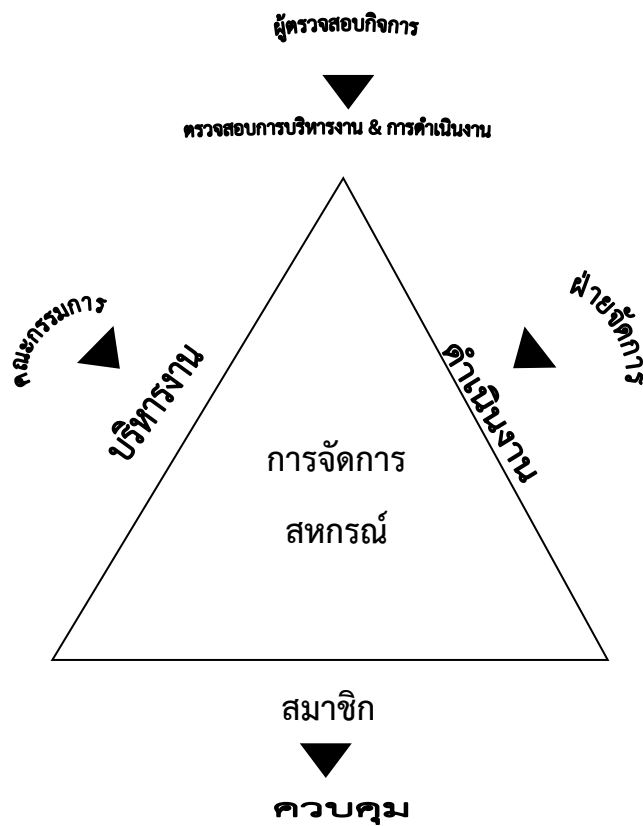 ผู้ตรวจสอบกิจการ
ตรวจสอบการบริหารงาน & การดำเนินงาน
คณะกรรมการ
บริหารงาน
ฝ่ายจัดการ
ดำเนินงาน
การจัดการ
สหกรณ์
สมาชิก
ควบคุม